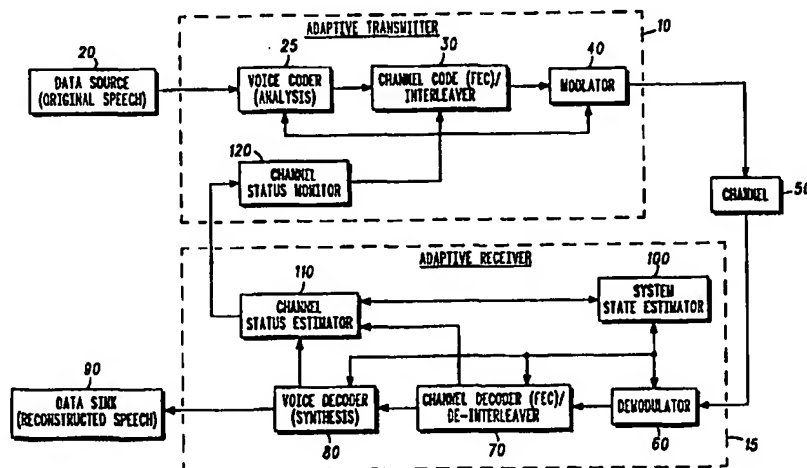 ADAPTIVE TRANSMITTER
10
20
DATA SOURCE
(ORIGINAL SPEECH)
25
VOICE CODER
(ANALYSIS)
30
CHANNEL CODE (FEC)/
INTERLEAVER
40
MODLATOR
120
CHANNEL
STATUS MONITOR
CHANNEL
50
ADAPTIVE RECEIVER
110
CHANNEL
STATUS ESTIMATOR
100
SYSTEM
STATE ESTIMATOR
90
DATA SINK
(RECONSTRUCTED SPEECH)
VOICE DECODER
(SYNTHESIS)
80
CHANNEL DECODER (FEC)/
DE-INTERLEAVER
70
DEMODULATOR
60
15